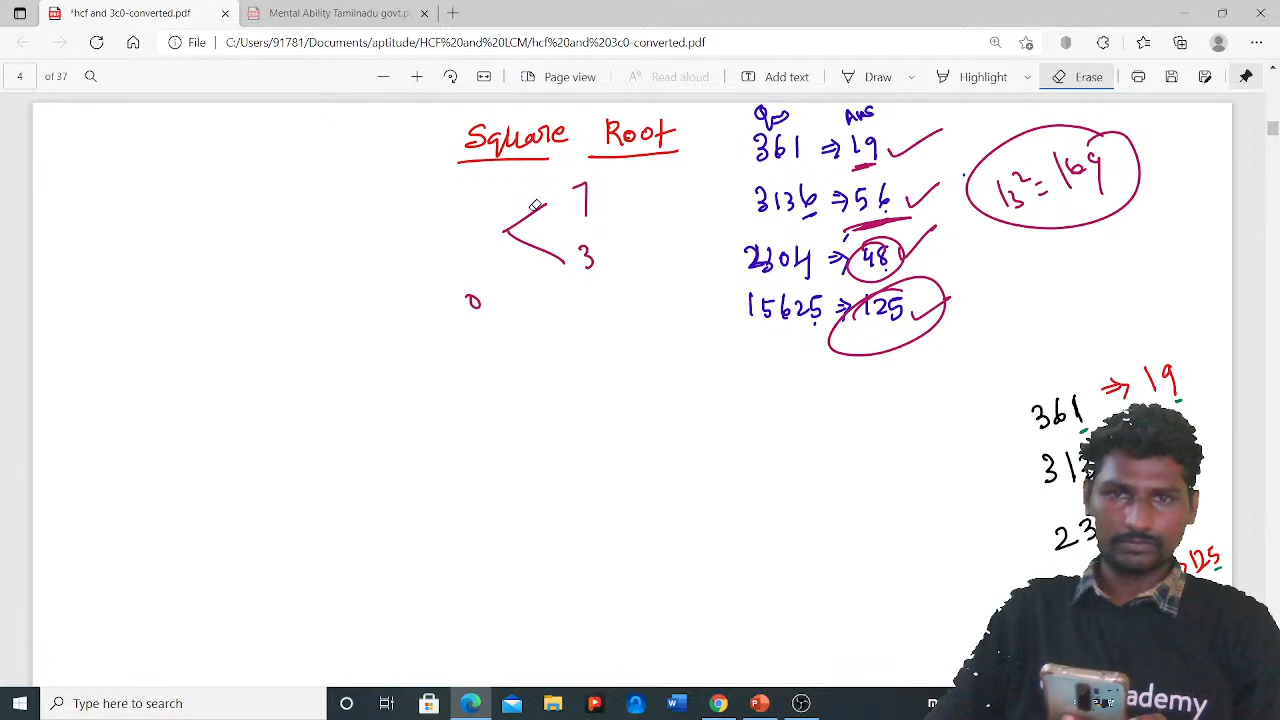 *hcf and 3c0-converted.pdf
Mental Ability Tamilnadu govt.p
File C:/Users/91781/Documents/aptitude/HCF%20and%20LCM/hcf%20and%203c0-converted.pdf
4 of 37
Page view
Read aloud
Add text
Draw
Highlight
Erase
Square Root
Ans
361 ⇒ 19
3136 ⇒ 56
2304 ⇒ 48
15625 ⇒ 125
13² = 169
7
3
0
361 ⇒ 19
313
23
125
ademy
Type here to search